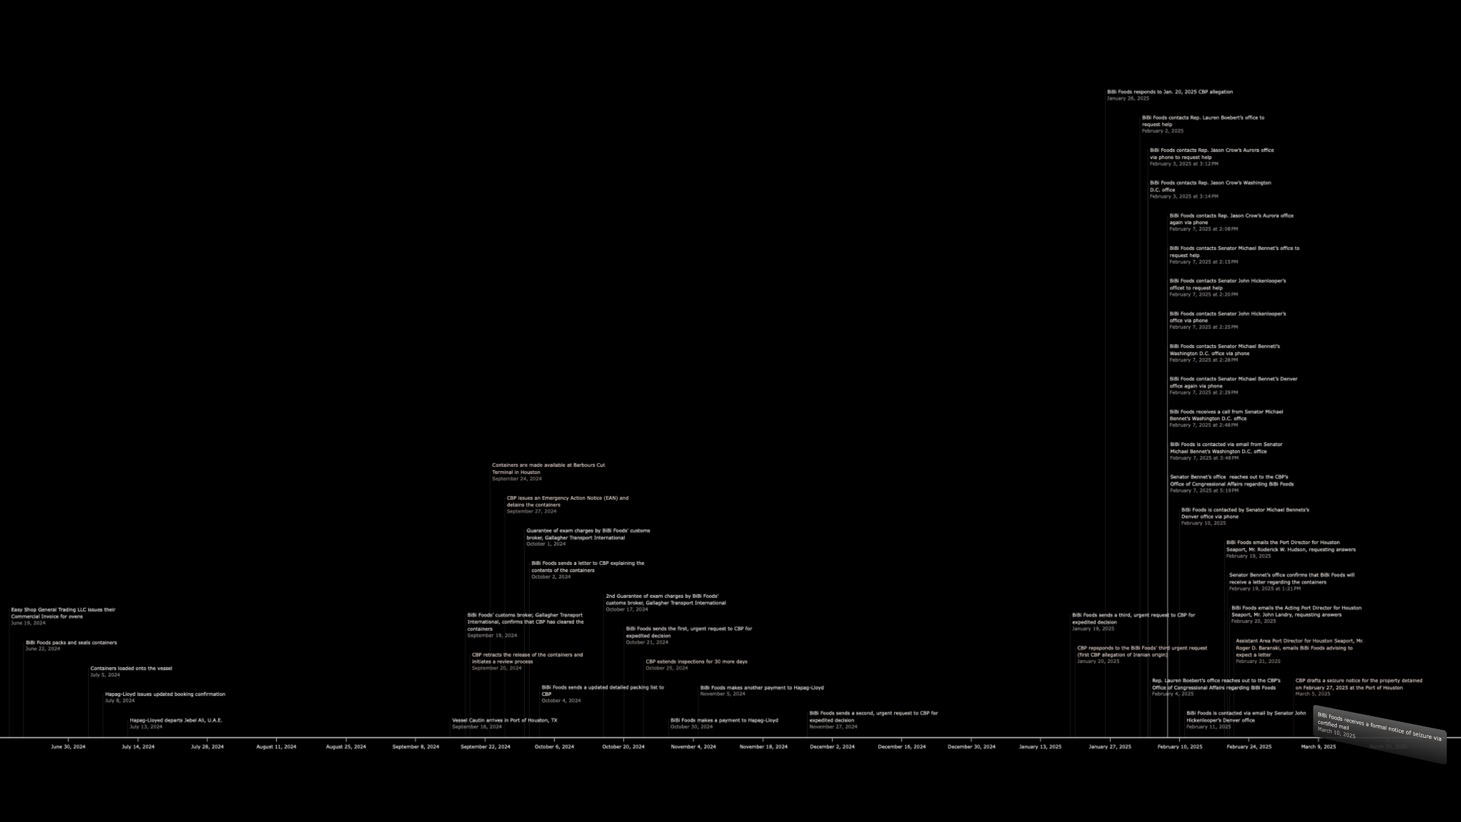 Easy Shop General Trading LLC issues their
Commercial Invoice for ovens
June 19, 2024
BiBi Foods packs and seals containers
June 22, 2024
Containers loaded onto the vessel
July 5, 2024
Hapag-Lloyd issues updated booking confirmation
July 8, 2024
Hapag-Lloyed departs Jebel Ali, U.A.E.
July 13, 2024
Containers are made available at Barbours Cut
Terminal in Houston
September 24, 2024
CBP issues an Emergency Action Notice (EAN) and
detains the containers
September 27, 2024
Guarantee of exam charges by BiBi Foods' customs
broker, Gallagher Transport International
October 1, 2024
BiBi Foods sends a letter to CBP explaining the
contents of the containers
October 2, 2024
2nd Guarantee of exam charges by BiBi Foods'
customs broker, Gallagher Transport International
October 17, 2024
BiBi Foods' customs broker, Gallagher Transport
International, confirms that CBP has cleared the
containers
September 19, 2024
BiBi Foods sends the first, urgent request to CBP for
expedited decision
October 21, 2024
CBP retracts the release of the containers and
initiates a review process
September 20, 2024
CBP extends inspections for 30 more days
October 25, 2024
BiBi Foods sends a updated detailed packing list to
CBP
October 4, 2024
BiBi Foods makes another payment to Hapag-Lloyd
November 5, 2024
Vessel Cautin arrives in Port of Houston, TX
September 16, 2024
BiBi Foods makes a payment to Hapag-Lloyd
October 30, 2024
BiBi Foods sends a second, urgent request to CBP for
expedited decision
November 27, 2024
BiBi Foods responds to Jan. 20, 2025 CBP allegation
January 26, 2025
BiBi Foods contacts Rep. Lauren Boebert's office to
request help
February 2, 2025
BiBi Foods contacts Rep. Jason Crow's Aurora office
via phone to request help
February 3, 2025 at 3:12 PM
BiBi Foods contacts Rep. Jason Crow's Washington
D.C. office
February 3, 2025 at 3:14 PM
BiBi Foods contacts Rep. Jason Crow's Aurora office
again via phone
February 7, 2025 at 2:08 PM
BiBi Foods contacts Senator Michael Bennet's office to
request help
February 7, 2025 at 2:15 PM
BiBi Foods contacts Senator John Hickenlooper's
officet to request help
February 7, 2025 at 2:20 PM
BiBi Foods contacts Senator John Hickenlooper's
office via phone
February 7, 2025 at 2:25 PM
BiBi Foods contacts Senator Michael Bennett's
Washington D.C. office via phone
February 7, 2025 at 2:28 PM
BiBi Foods contacts Senator Michael Bennet's Denver
office again via phone
February 7, 2025 at 2:29 PM
BiBi Foods receives a call from Senator Michael
Bennet's Washington D.C. office
February 7, 2025 at 2:48 PM
BiBi Foods is contacted via email from Senator
Michael Bennet's Washington D.C. office
February 7, 2025 at 3:48 PM
Senator Bennet's office reaches out to the CBP's
Office of Congressional Affairs regarding BiBi Foods
February 7, 2025 at 5:19 PM
BiBi Foods is contacted by Senator Michael Bennets's
Denver office via phone
February 10, 2025
BiBi Foods emails the Port Director for Houston
Seaport, Mr. Roderick W. Hudson, requesting answers
February 19, 2025
Senator Bennet's office confirms that BiBi Foods will
receive a letter regarding the containers
February 19, 2025 at 1:21 PM
BiBi Foods emails the Acting Port Director for Houston
Seaport, Mr. John Landry, requesting answers
February 20, 2025
BiBi Foods sends a third, urgent request to CBP for
expedited decision
January 19, 2025
Assistant Area Port Director for Houston Seaport, Mr.
Roger D. Baranski, emails BiBi Foods advising to
expect a letter
February 21, 2025
CBP repsponds to the BiBi Foods' third urgent request
(first CBP allegation of Iranian origin)
January 20, 2025
Rep. Lauren Boebert's office reaches out to the CBP's
Office of Congressional Affairs regarding BiBi Foods
February 4, 2025
CBP drafts a seizure notice for the property detained
on February 27, 2025 at the Port of Houston
March 5, 2025
BiBi Foods is contacted via email by Senator John
Hickenlooper's Denver office
February 11, 2025
BiBi Foods receives a formal notice of seizure via
certified mail
March 10, 2025
June 30, 2024
July 14, 2024
July 28, 2024
August 11, 2024
August 25, 2024
September 8, 2024
September 22, 2024
October 6, 2024
October 20, 2024
November 4, 2024
November 18, 2024
December 2, 2024
December 16, 2024
December 30, 2024
January 13, 2025
January 27, 2025
February 10, 2025
February 24, 2025
March 9, 2025